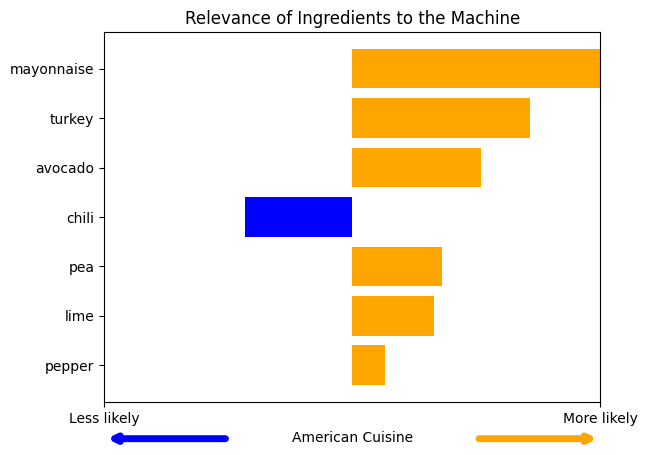 Relevance of Ingredients to the Machine
mayonnaise
turkey
avocado
chili
pea
lime
pepper
Less likely
More likely
American Cuisine